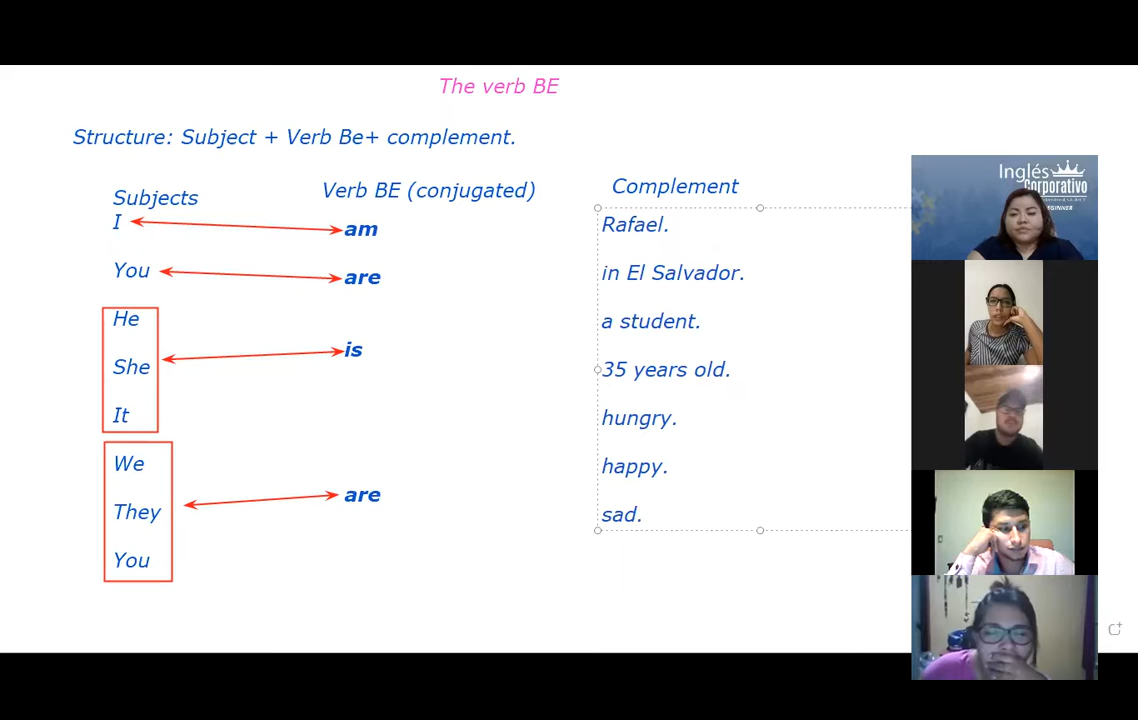 The verb BE
Structure: Subject + Verb Be+ complement.
Subjects
I
You
He
She
It
We
They
You
Verb BE (conjugated)
am
are
is
are
Complement
Rafael.
in El Salvador.
a student.
35 years old.
hungry.
happy.
sad.
Inglés
Corporativo